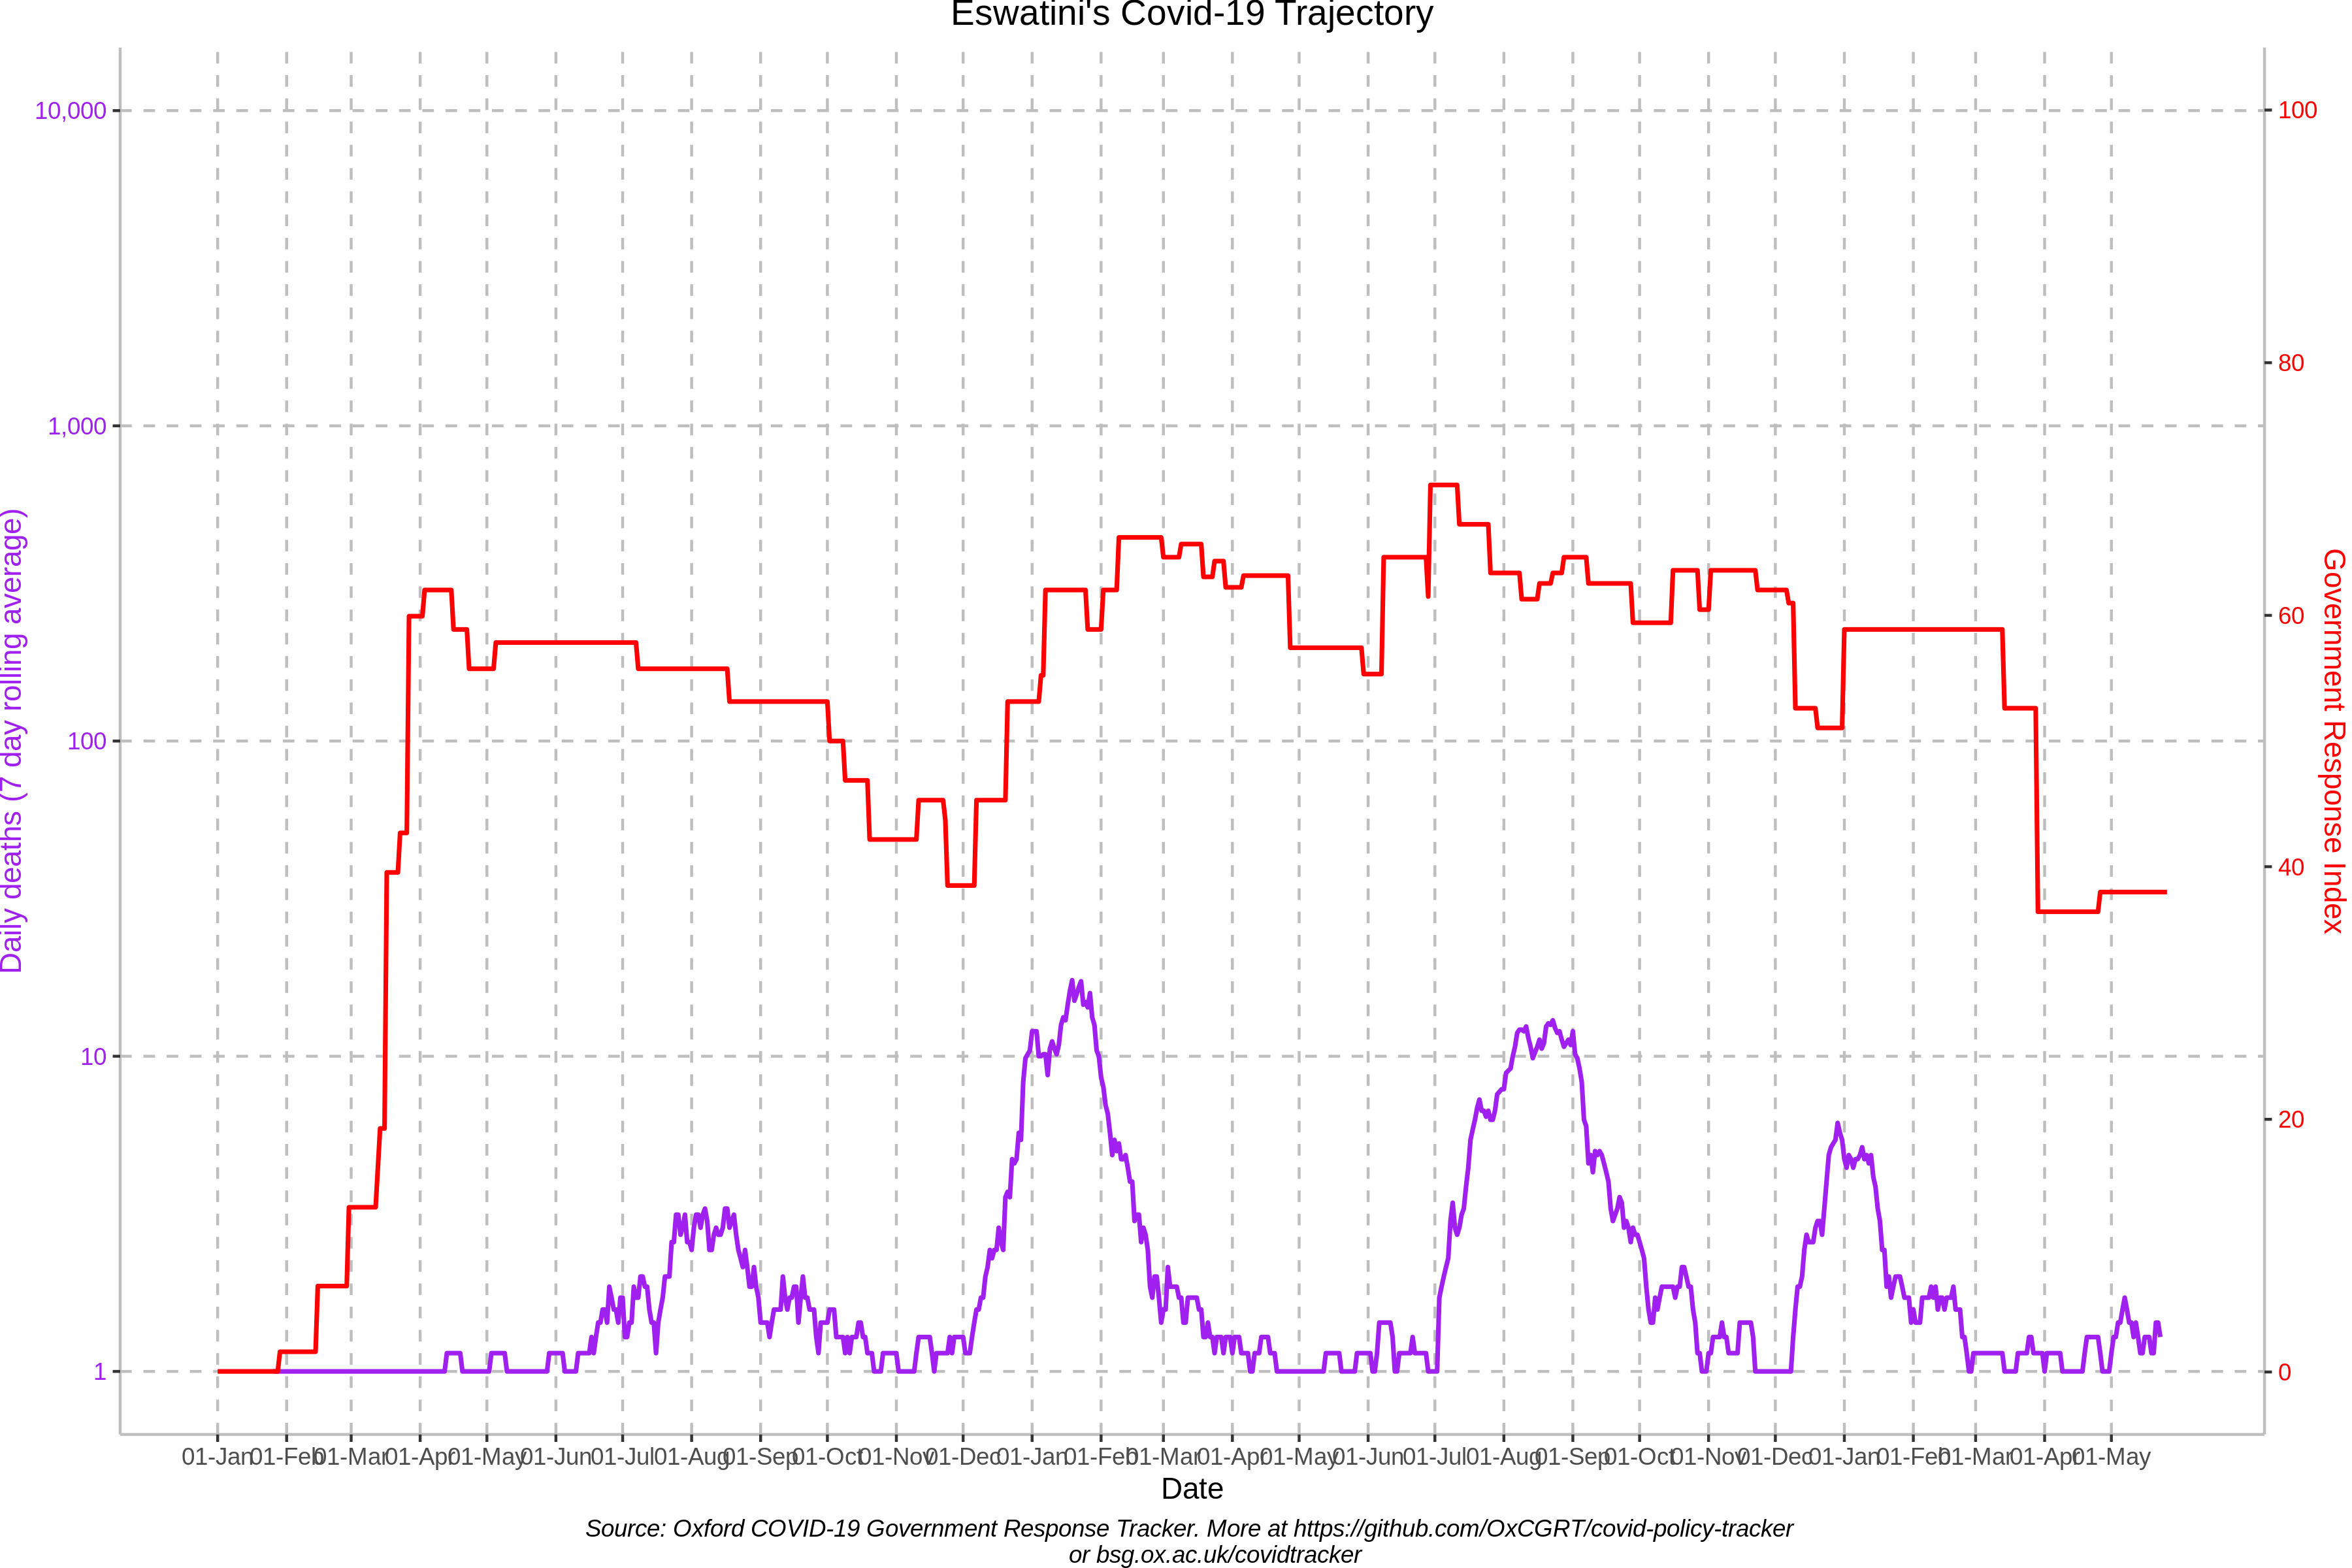 Eswatini's Covid-19 Trajectory
10,000
1,000
100
10
1
Daily deaths (7 day rolling average)
100
80
60
40
20
0
Government Response Index
01-Jan 01-Feb 01-Mar 01-Apr 01-May 01-Jun 01-Jul 01-Aug 01-Sep 01-Oct 01-Nov 01-Dec 01-Jan 01-Feb 01-Mar 01-Apr 01-May 01-Jun 01-Jul 01-Aug 01-Sep 01-Oct 01-Nov 01-Dec 01-Jan 01-Feb 01-Mar 01-Apr 01-May
Date
Source: Oxford COVID-19 Government Response Tracker. More at https://github.com/OxCGRT/covid-policy-tracker
or bsg.ox.ac.uk/covidtracker